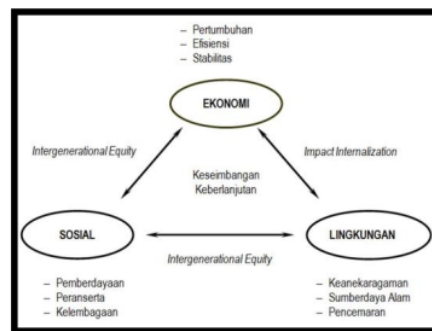 – Pertumbuhan
– Efisiensi
– Stabilitas
EKONOMI
Intergenerational Equity
Impact Internalization
Keseimbangan
Keberlanjutan
SOSIAL
LINGKUNGAN
Intergenerational Equity
– Pemberdayaan
– Peranserta
– Kelembagaan
– Keanekaragaman
– Sumberdaya Alam
– Pencemaran